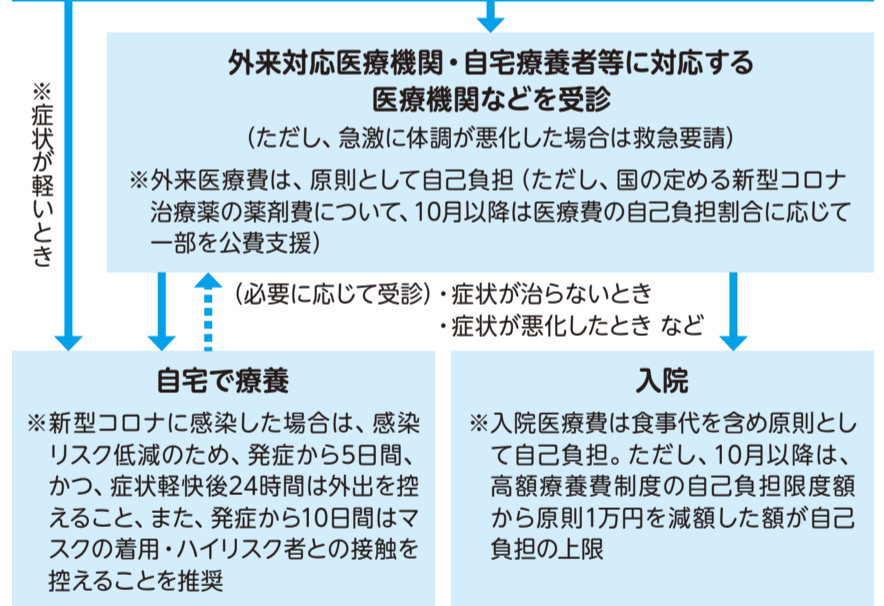 ※症状が軽いとき
外来対応医療機関・自宅療養者等に対応する
医療機関などを受診
(ただし、急激に体調が悪化した場合は救急要請)
※外来医療費は、原則として自己負担(ただし、国の定める新型コロナ
治療薬の薬剤費について、10月以降は医療費の自己負担割合に応じて
一部を公費支援)
(必要に応じて受診)・症状が治らないとき
・症状が悪化したとき など
自宅で療養
※新型コロナに感染した場合は、感染
リスク低減のため、発症から5日間、
かつ、症状軽快後24時間は外出を控
えること、また、発症から10日間はマ
スクの着用・ハイリスク者との接触を
控えることを推奨
入院
※入院医療費は食事代を含め原則とし
て自己負担。ただし、10月以降は、
高額療養費制度の自己負担限度額
から原則1万円を減額した額が自己
負担の上限